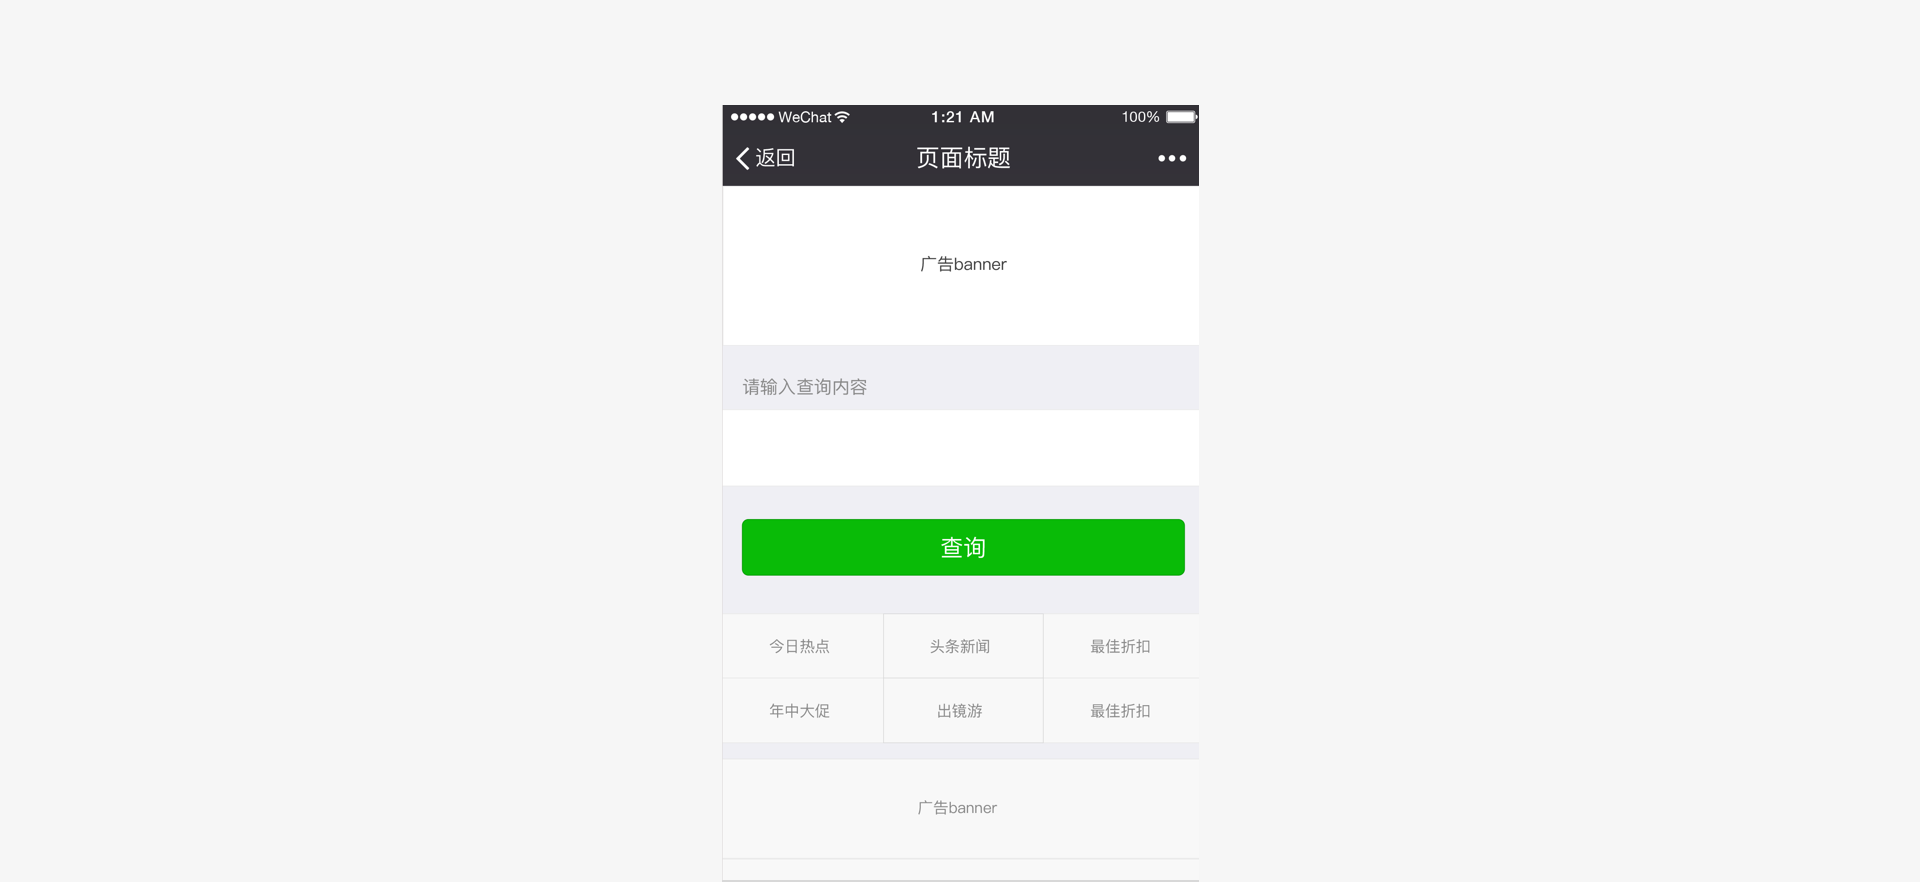 WeChat 1:21 AM 100%
返回 页面标题
广告banner
请输入查询内容
查询
今日热点 头条新闻 最佳折扣
年中大促 出镜游 最佳折扣
广告banner